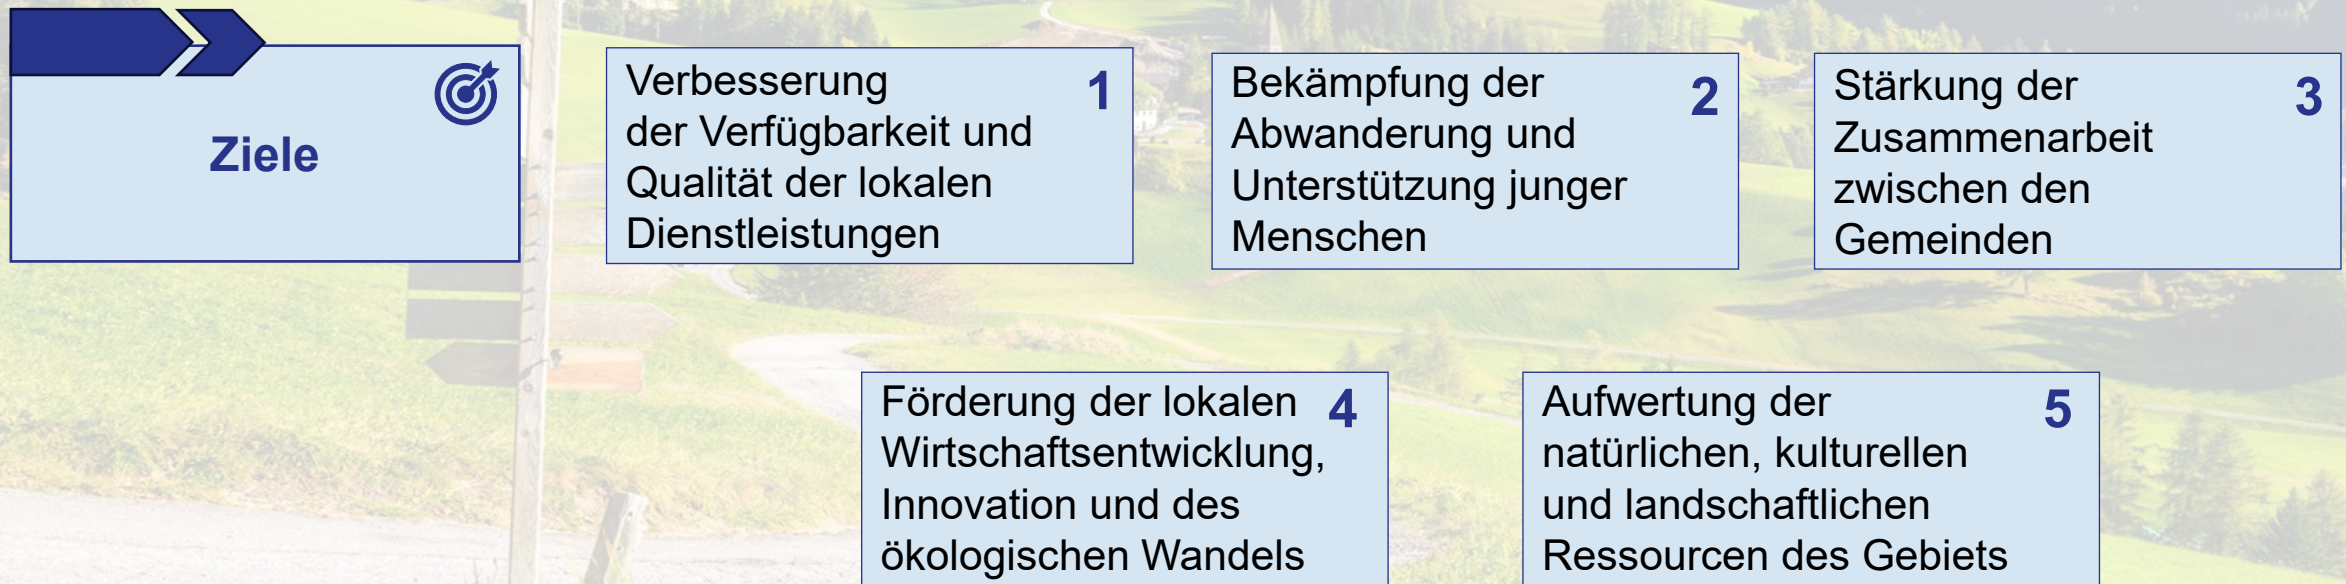 Ziele
Verbesserung
der Verfügbarkeit und
Qualität der lokalen
Dienstleistungen
1
Bekämpfung der
Abwanderung und
Unterstützung junger
Menschen
2
Stärkung der
Zusammenarbeit
zwischen den
Gemeinden
3
Förderung der lokalen
Wirtschaftsentwicklung,
Innovation und des
ökologischen Wandels
4
Aufwertung der
natürlichen, kulturellen
und landschaftlichen
Ressourcen des Gebiets
5